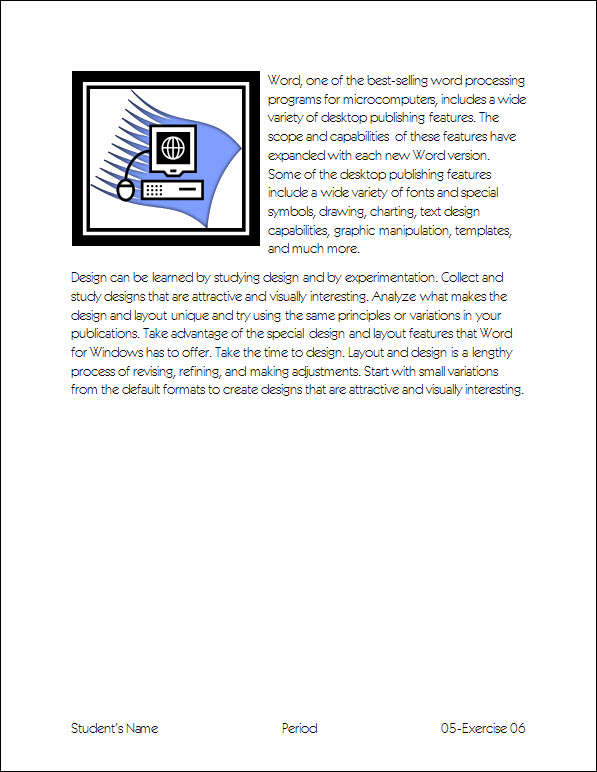 Word, one of the best-selling word processing
programs for microcomputers, includes a wide
variety of desktop publishing features. The
scope and capabilities of these features have
expanded with each new Word version.
Some of the desktop publishing features
include a wide variety of fonts and special
symbols, drawing, charting, text design
capabilities, graphic manipulation, templates,
and much more.
Design can be learned by studying design and by experimentation. Collect and
study designs that are attractive and visually interesting. Analyze what makes the
design and layout unique and try using the same principles or variations in your
publications. Take advantage of the special design and layout features that Word
for Windows has to offer. Take the time to design. Layout and design is a lengthy
process of revising, refining, and making adjustments. Start with small variations
from the default formats to create designs that are attractive and visually interesting.
Student's Name Period 05-Exercise 06